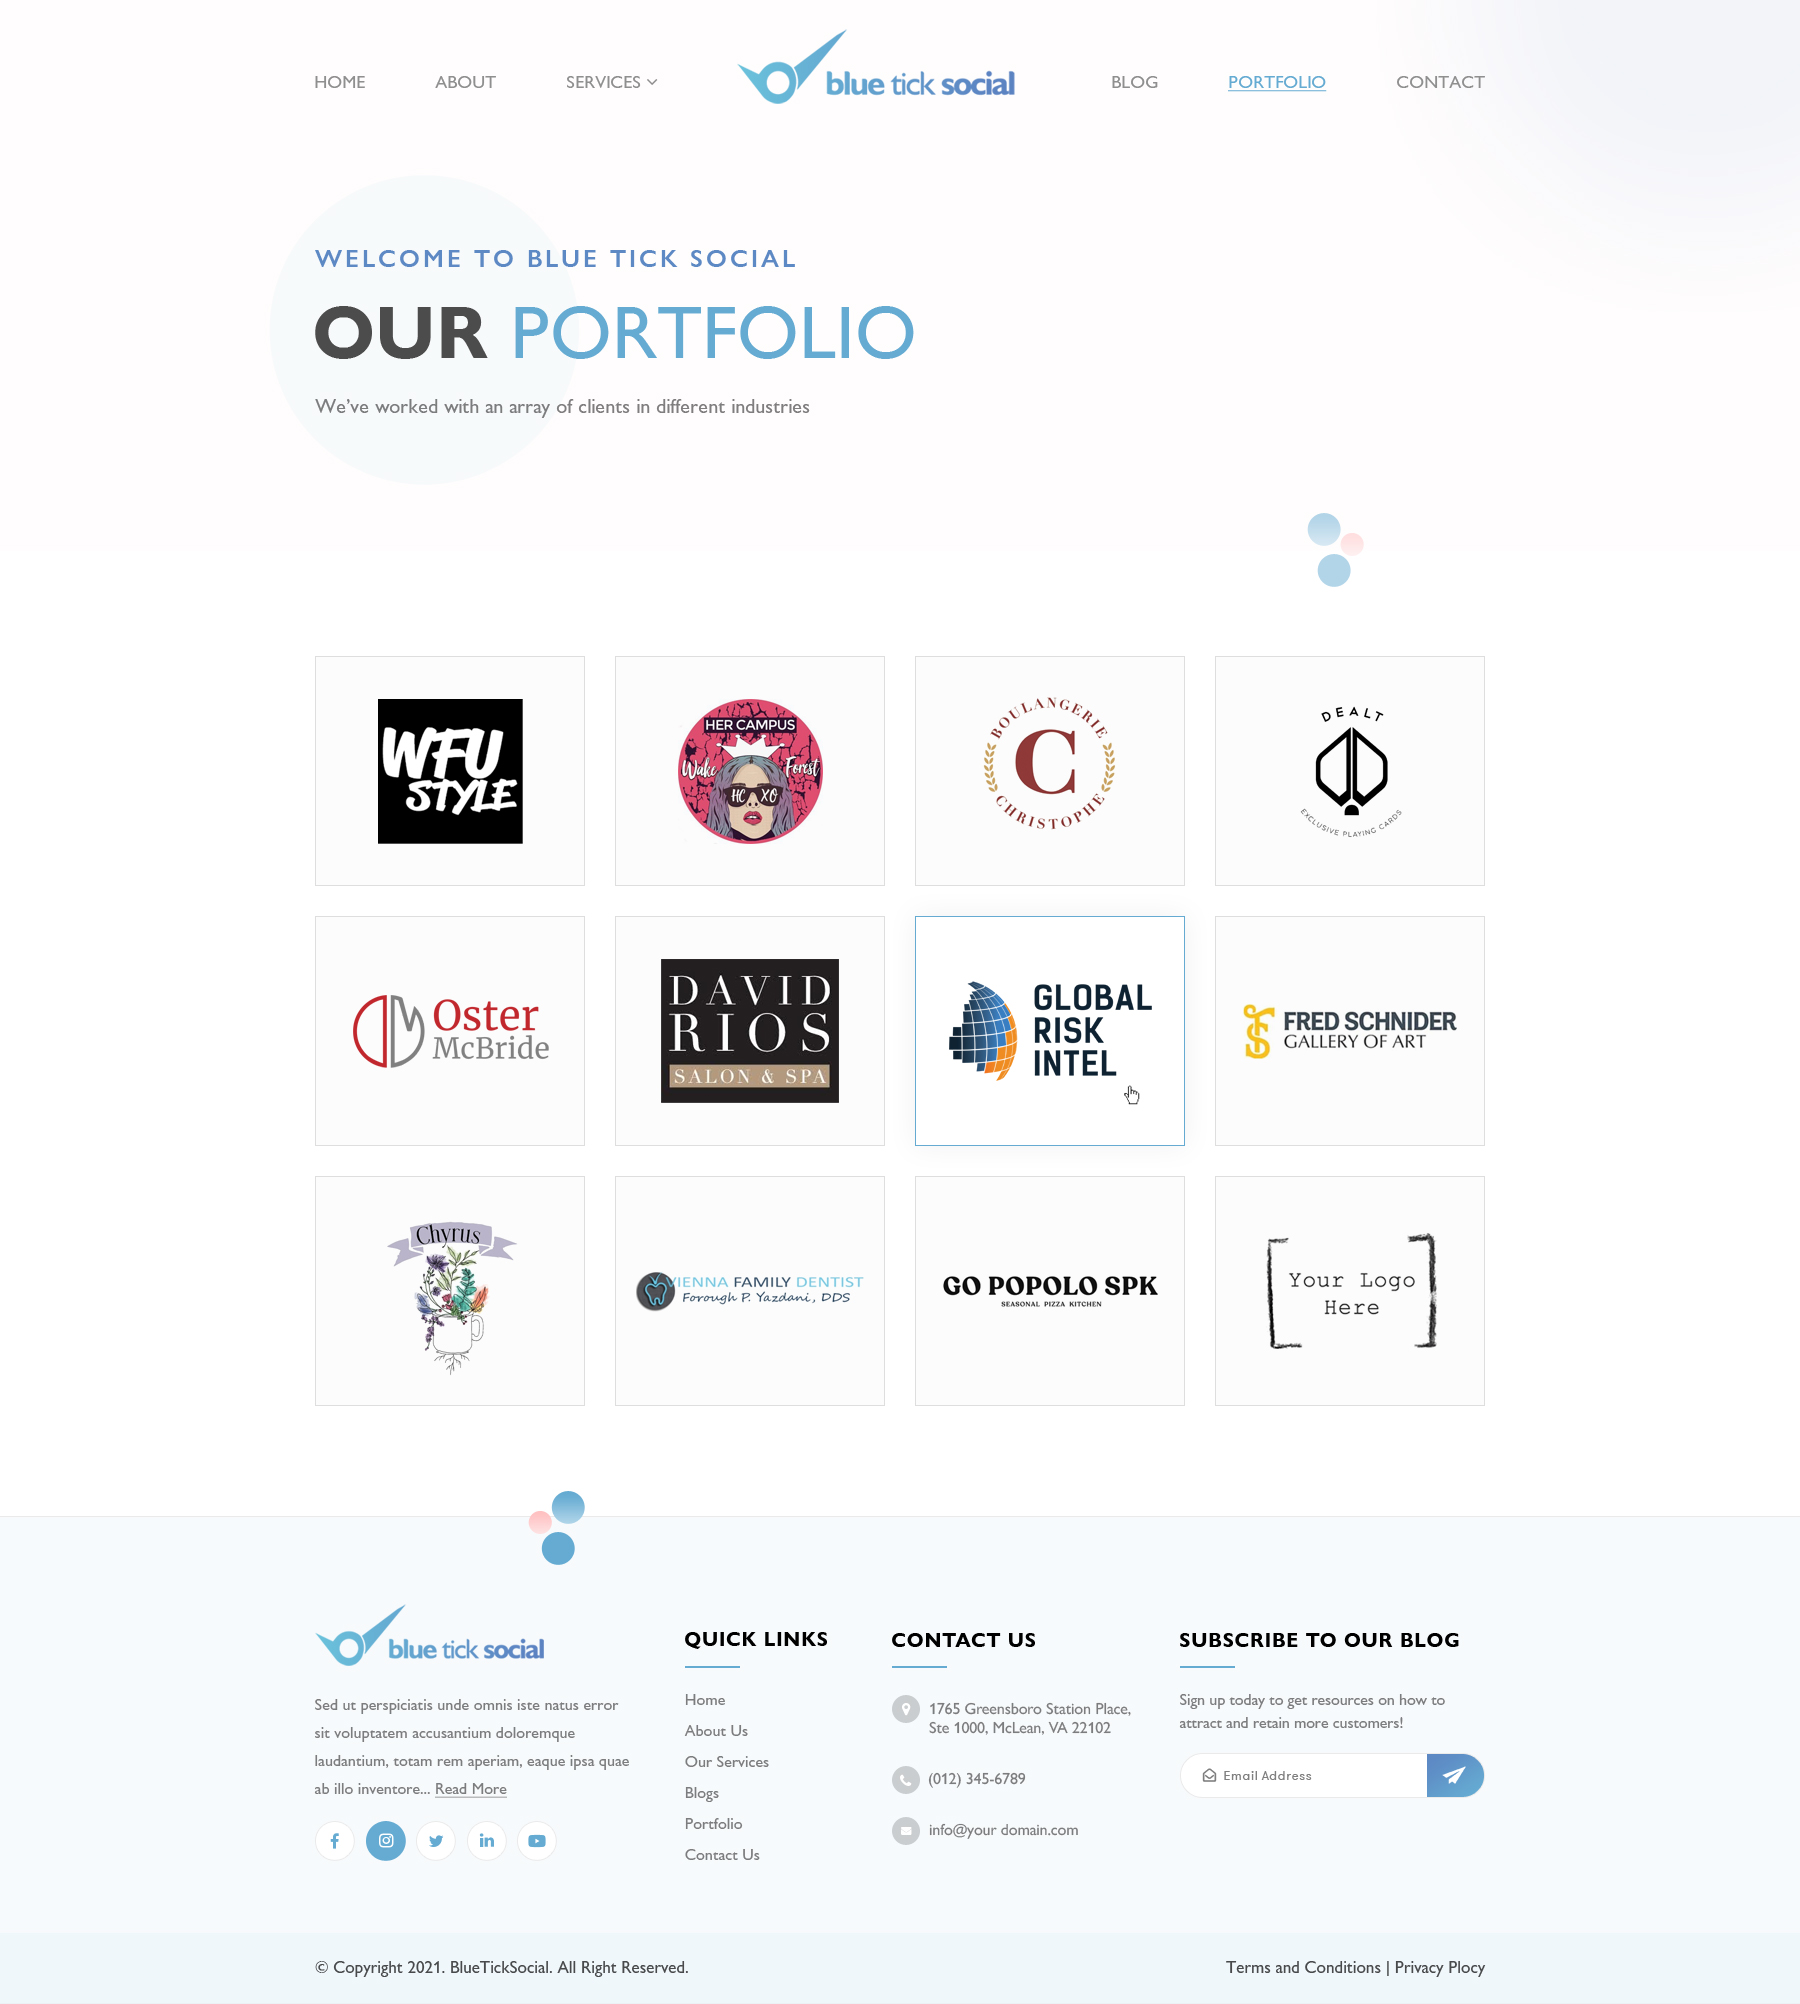 HOME ABOUT SERVICES blue tick social BLOG PORTFOLIO CONTACT
WELCOME TO BLUE TICK SOCIAL
OUR PORTFOLIO
We've worked with an array of clients in different industries
WFU
STYLE
HER CAMPUS
Wake Forest
HC XO
BOULANGERIE
C
CHRISTOPHE
DEALT
EXCLUSIVE PLAYING CARDS
Oster
McBride
DAVID
RIOS
SALON & SPA
GLOBAL
RISK
INTEL
FRED SCHNIDER
GALLERY OF ART
Chyrus
VIENNA FAMILY DENTIST
Forough P. Yazdani, DDS
GO POPOLO SPK
SEASONAL PIZZA KITCHEN
Your Logo
Here
blue tick social
Sed ut perspiciatis unde omnis iste natus error
sit voluptatem accusantium doloremque
laudantium, totam rem aperiam, eaque ipsa quae
ab illo inventore... Read More
QUICK LINKS
Home
About Us
Our Services
Blogs
Portfolio
Contact Us
CONTACT US
1765 Greensboro Station Place,
Ste 1000, McLean, VA 22102
(012) 345-6789
info@your domain.com
SUBSCRIBE TO OUR BLOG
Sign up today to get resources on how to
attract and retain more customers!
Email Address
© Copyright 2021. BlueTickSocial. All Right Reserved.
Terms and Conditions | Privacy Plocy